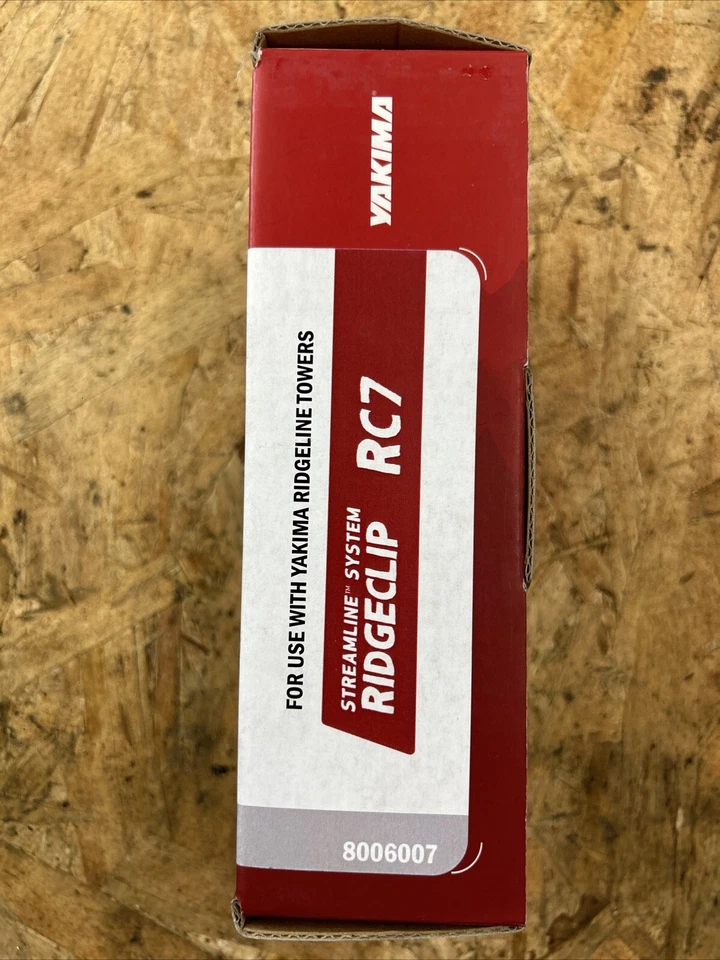 YAKIMA
FOR USE WITH YAKIMA RIDGELINE TOWERS
STREAMLINE™ SYSTEM
RIDGECLIP RC7
8006007